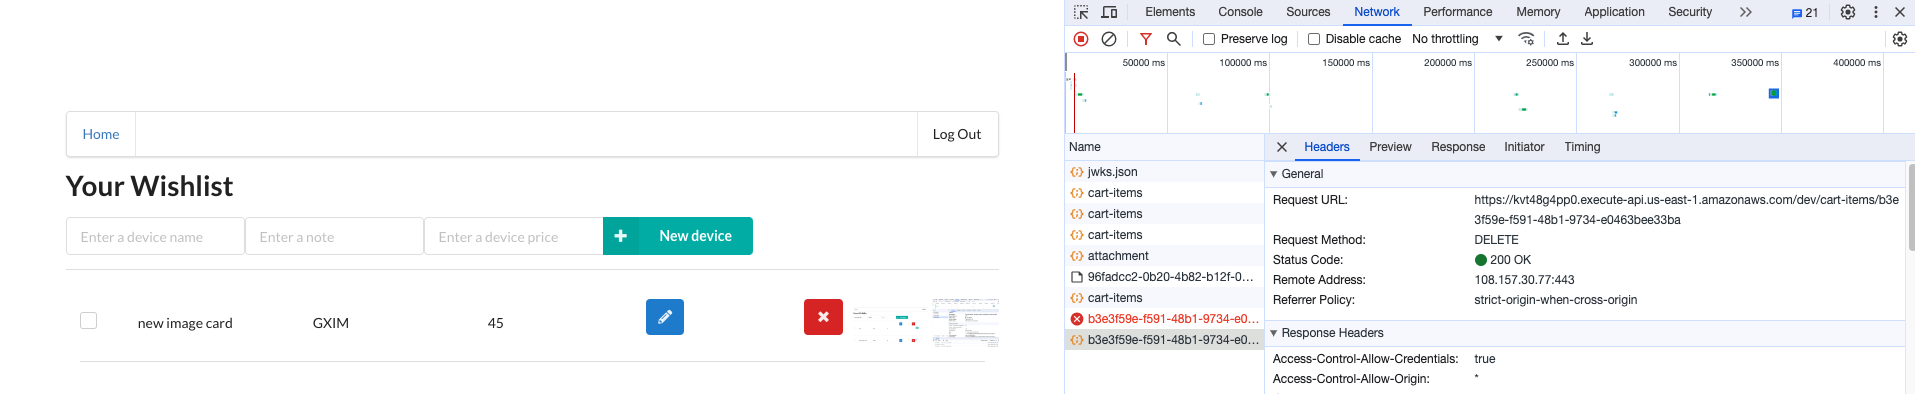 Home
Log Out
Your Wishlist
Enter a device name
Enter a note
Enter a device price
New device
new image card
GXIM
45
Elements
Console
Sources
Network
Performance
Memory
Application
Security
21
Preserve log
Disable cache
No throttling
50000 ms
100000 ms
150000 ms
200000 ms
250000 ms
300000 ms
350000 ms
400000 ms
Name
jwks.json
cart-items
cart-items
cart-items
attachment
96fadcc2-0b20-4b82-b12f-0...
cart-items
b3e3f59e-f591-48b1-9734-e0...
b3e3f59e-f591-48b1-9734-e0...
Headers
Preview
Response
Initiator
Timing
General
Request URL: https://kvt48g4pp0.execute-api.us-east-1.amazonaws.com/dev/cart-items/b3e
3f59e-f591-48b1-9734-e0463bee33ba
Request Method: DELETE
Status Code: 200 OK
Remote Address: 108.157.30.77:443
Referrer Policy: strict-origin-when-cross-origin
Response Headers
Access-Control-Allow-Credentials: true
Access-Control-Allow-Origin: *